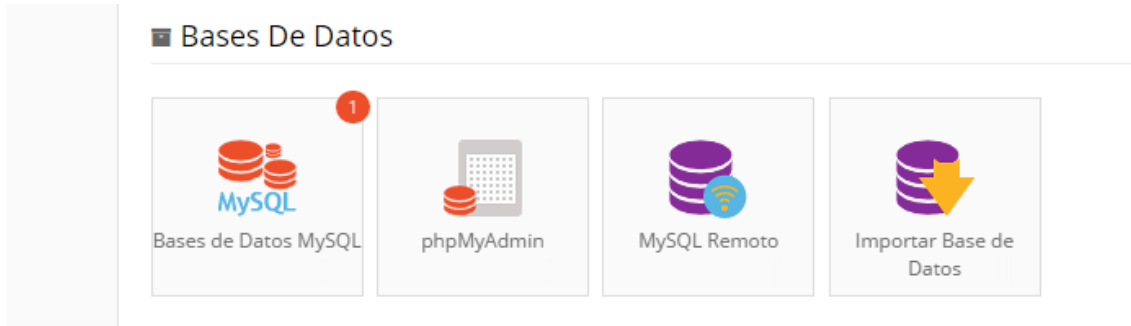 Bases De Datos
1
MySQL
Bases de Datos MySQL
phpMyAdmin
MySQL Remoto
Importar Base de
Datos